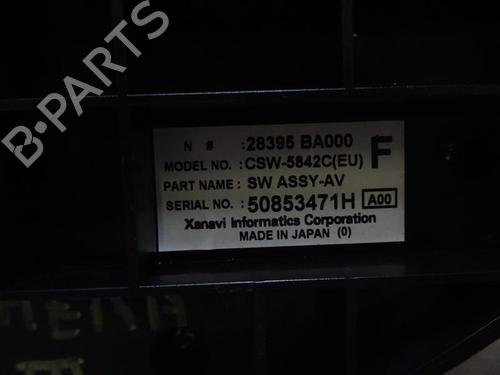 B-PARTS
N # : 28395 BA000
MODEL NO. : CSW-5842C(EU) F
PART NAME : SW ASSY-AV
SERIAL NO. : 50853471H A00
Xanavi Informatics Corporation
MADE IN JAPAN (0)